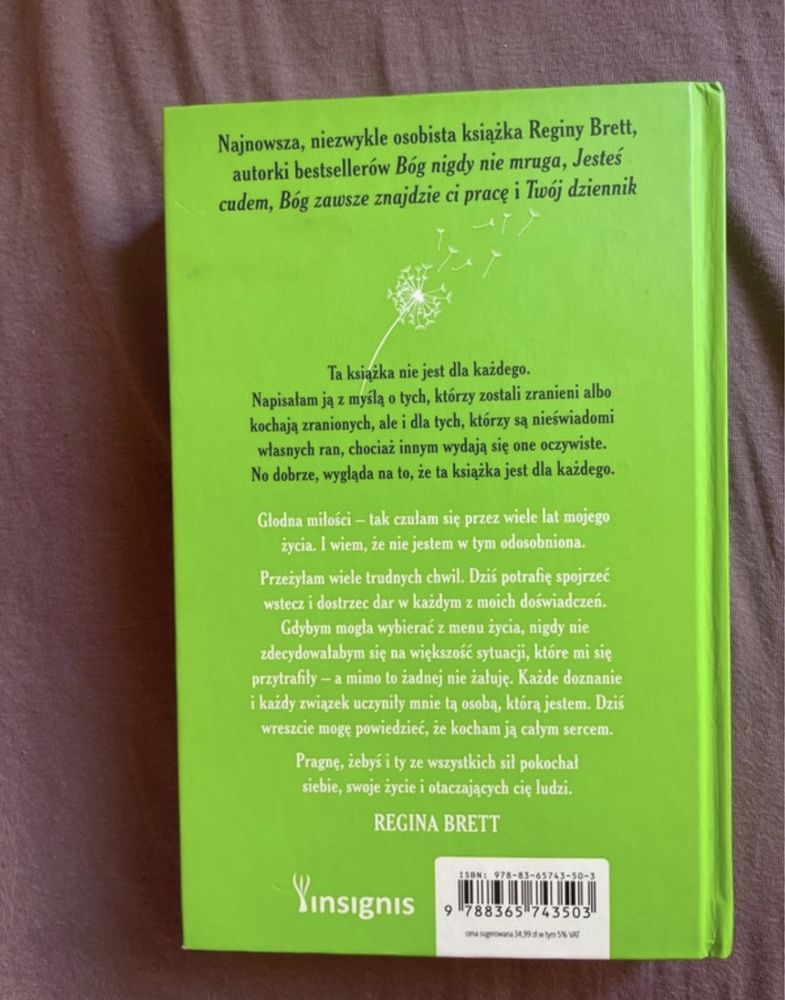 Najnowsza, niezwykle osobista książka Reginy Brett,
autorki bestsellerów Bóg nigdy nie mruga, Jesteś
cudem, Bóg zawsze znajdzie ci pracę i Twój dziennik
Ta książka nie jest dla każdego.
Napisałam ją z myślą o tych, którzy zostali zranieni albo
kochają zranionych, ale i dla tych, którzy są nieświadomi
własnych ran, chociaż innym wydają się one oczywiste.
No dobrze, wygląda na to, że ta książka jest dla każdego.
Głodna miłości – tak czułam się przez wiele lat mojego
życia. I wiem, że nie jestem w tym odosobniona.
Przeżyłam wiele trudnych chwil. Dziś potrafię spojrzeć
wstecz i dostrzec dar w każdym z moich doświadczeń.
Gdybym mogła wybierać z menu życia, nigdy nie
zdecydowałabym się na większość sytuacji, które mi się
przytrafiły – a mimo to żadnej nie żałuję. Każde doznanie
i każdy związek uczyniły mnie tą osobą, którą jestem. Dziś
wreszcie mogę powiedzieć, że kocham ją całym sercem.
Pragnę, żebyś i ty ze wszystkich sił pokochał
siebie, swoje życie i otaczających cię ludzi.
REGINA BRETT
insignis
ISBN: 978-83-65743-50-3
9 788365 743503
cena sugerowana 34,99 zł w tym 5% VAT